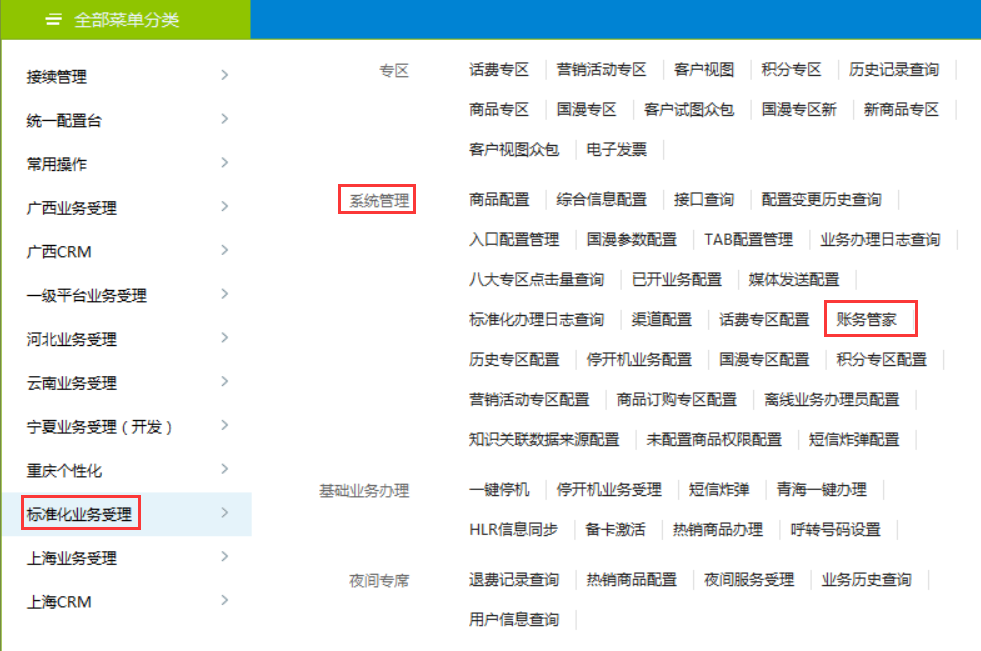 全部菜单分类
接续管理
统一配置台
常用操作
广西业务受理
广西CRM
一级平台业务受理
河北业务受理
云南业务受理
宁夏业务受理（开发）
重庆个性化
标准化业务受理
上海业务受理
上海CRM
专区
话费专区 营销活动专区 客户视图 积分专区 历史记录查询
商品专区 国漫专区 客户试图众包 国漫专区新 新商品专区
客户视图众包 电子发票
系统管理
商品配置 综合信息配置 接口查询 配置变更历史查询
入口配置管理 国漫参数配置 TAB配置管理 业务办理日志查询
八大专区点击量查询 已开业务配置 媒体发送配置
标准化办理日志查询 渠道配置 话费专区配置 账务管家
历史专区配置 停开机业务配置 国漫专区配置 积分专区配置
营销活动专区配置 商品订购专区配置 离线业务办理员配置
知识关联数据来源配置 未配置商品权限配置 短信炸弹配置
基础业务办理
一键停机 停开机业务受理 短信炸弹 青海一键办理
HLR信息同步 备卡激活 热销商品办理 呼转号码设置
夜间专席
退费记录查询 热销商品配置 夜间服务受理 业务历史查询
用户信息查询